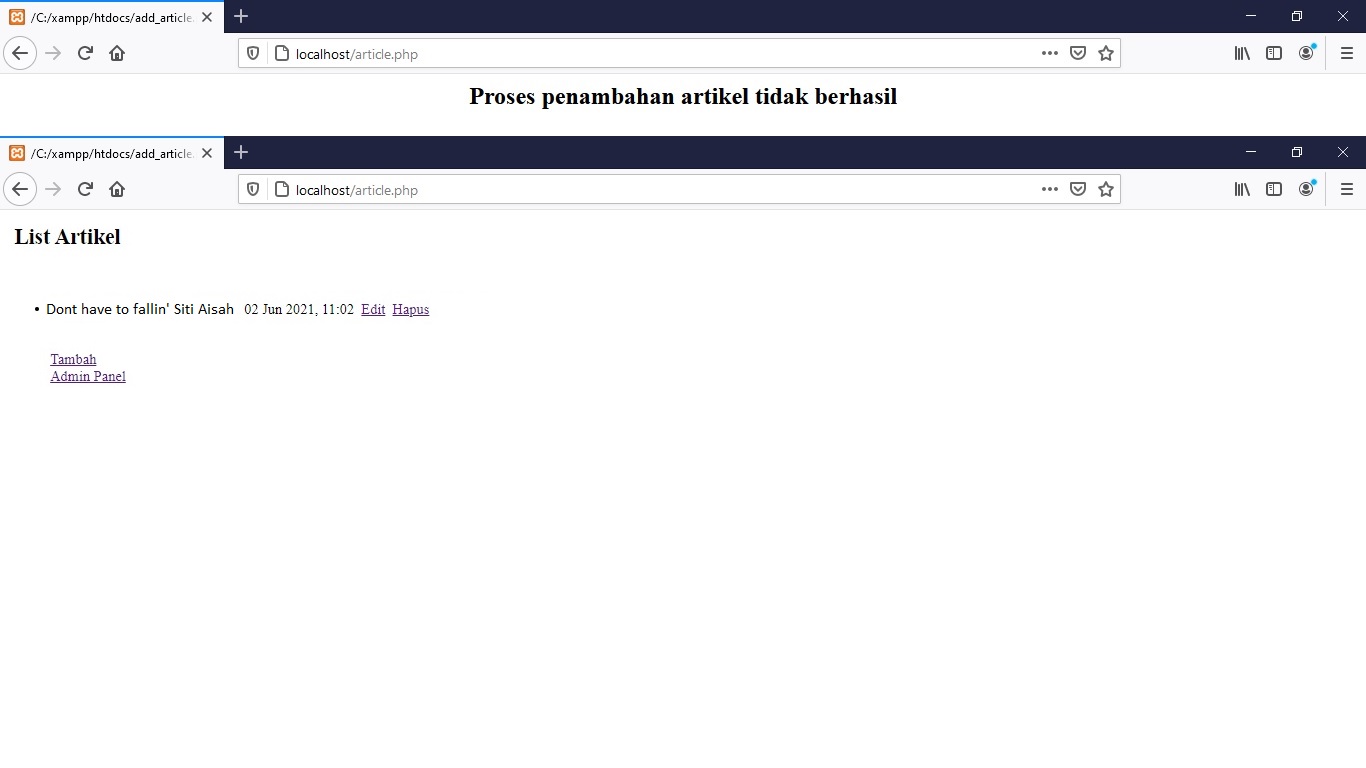 /C:/xampp/htdocs/add_article.
localhost/article.php
Proses penambahan artikel tidak berhasil
/C:/xampp/htdocs/add_article.
localhost/article.php
List Artikel
• Dont have to fallin' Siti Aisah 02 Jun 2021, 11:02 Edit Hapus
Tambah
Admin Panel